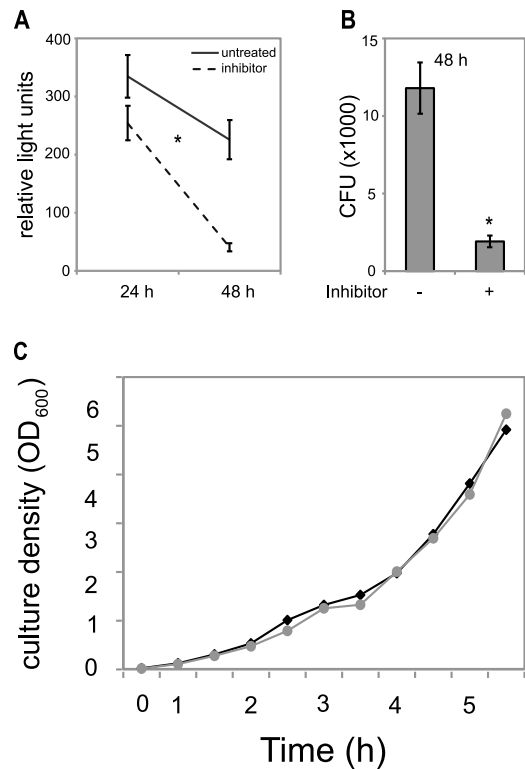 A
untreated
inhibitor
400
300
200
100
0
relative light units
*
24 h
48 h
B
48 h
15
10
5
0
CFU (x1000)
*
Inhibitor
-
+
C
6
5
4
3
2
1
0
culture density (OD600)
0 1 2 3 4 5
Time (h)